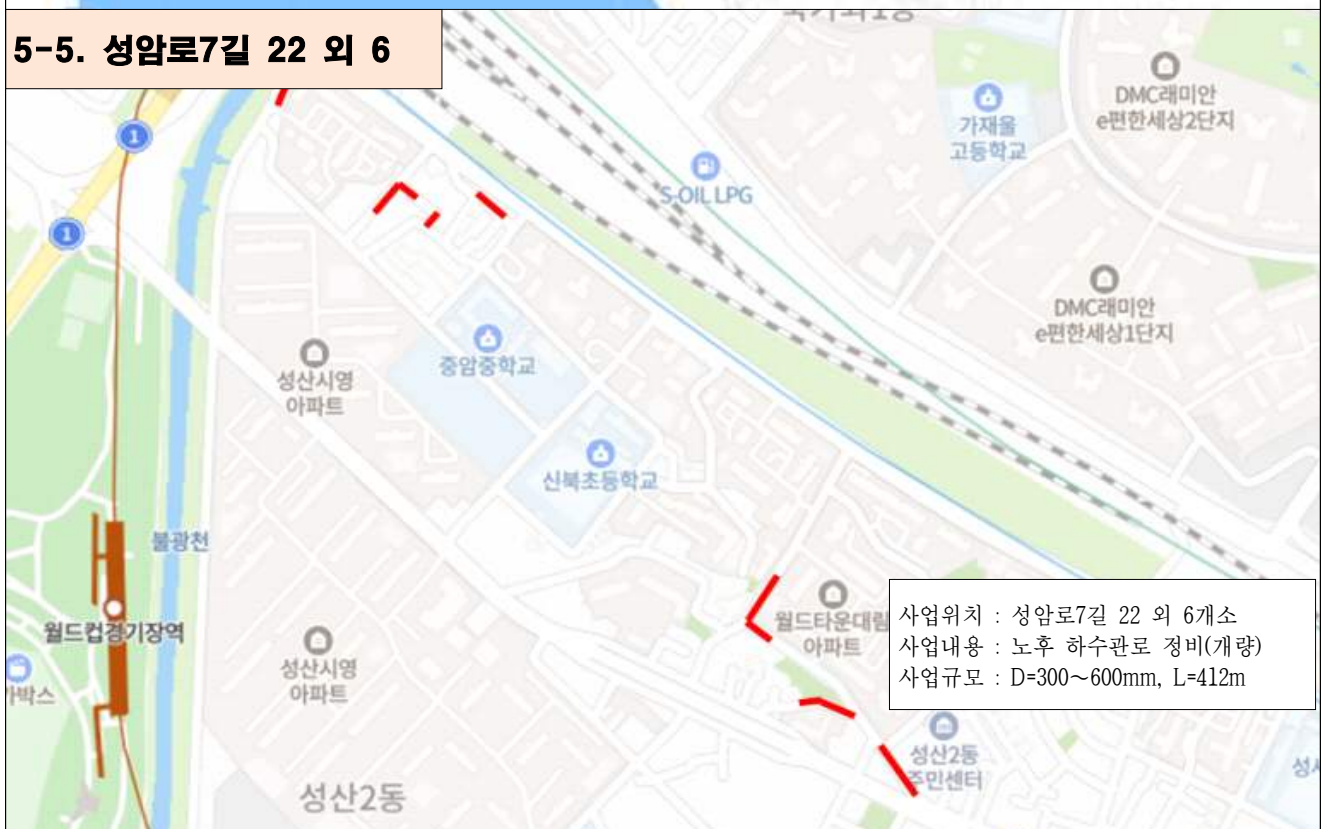 5-5. 성암로7길 22 외 6
DMC래미안
e편한세상2단지
가재울
고등학교
1
S-OIL LPG
1
DMC래미안
e편한세상1단지
중암중학교
성산시영
아파트
신북초등학교
불광천
월드컵경기장역
월드타운대림
아파트
사업위치 : 성암로7길 22 외 6개소
사업내용 : 노후 하수관로 정비(개량)
사업규모 : D=300~600mm, L=412m
성산시영
아파트
박스
성산2동
주민센터
성산2동